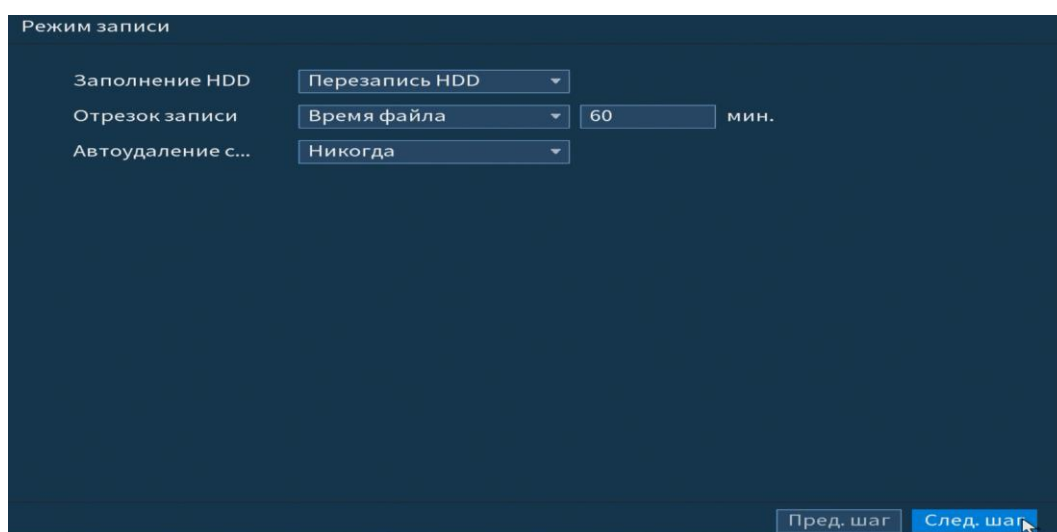 Режим записи
Заполнение HDD Перезапись HDD
Отрезок записи Время файла 60 мин.
Автоудаление с... Никогда
Пред. шаг След. шаг